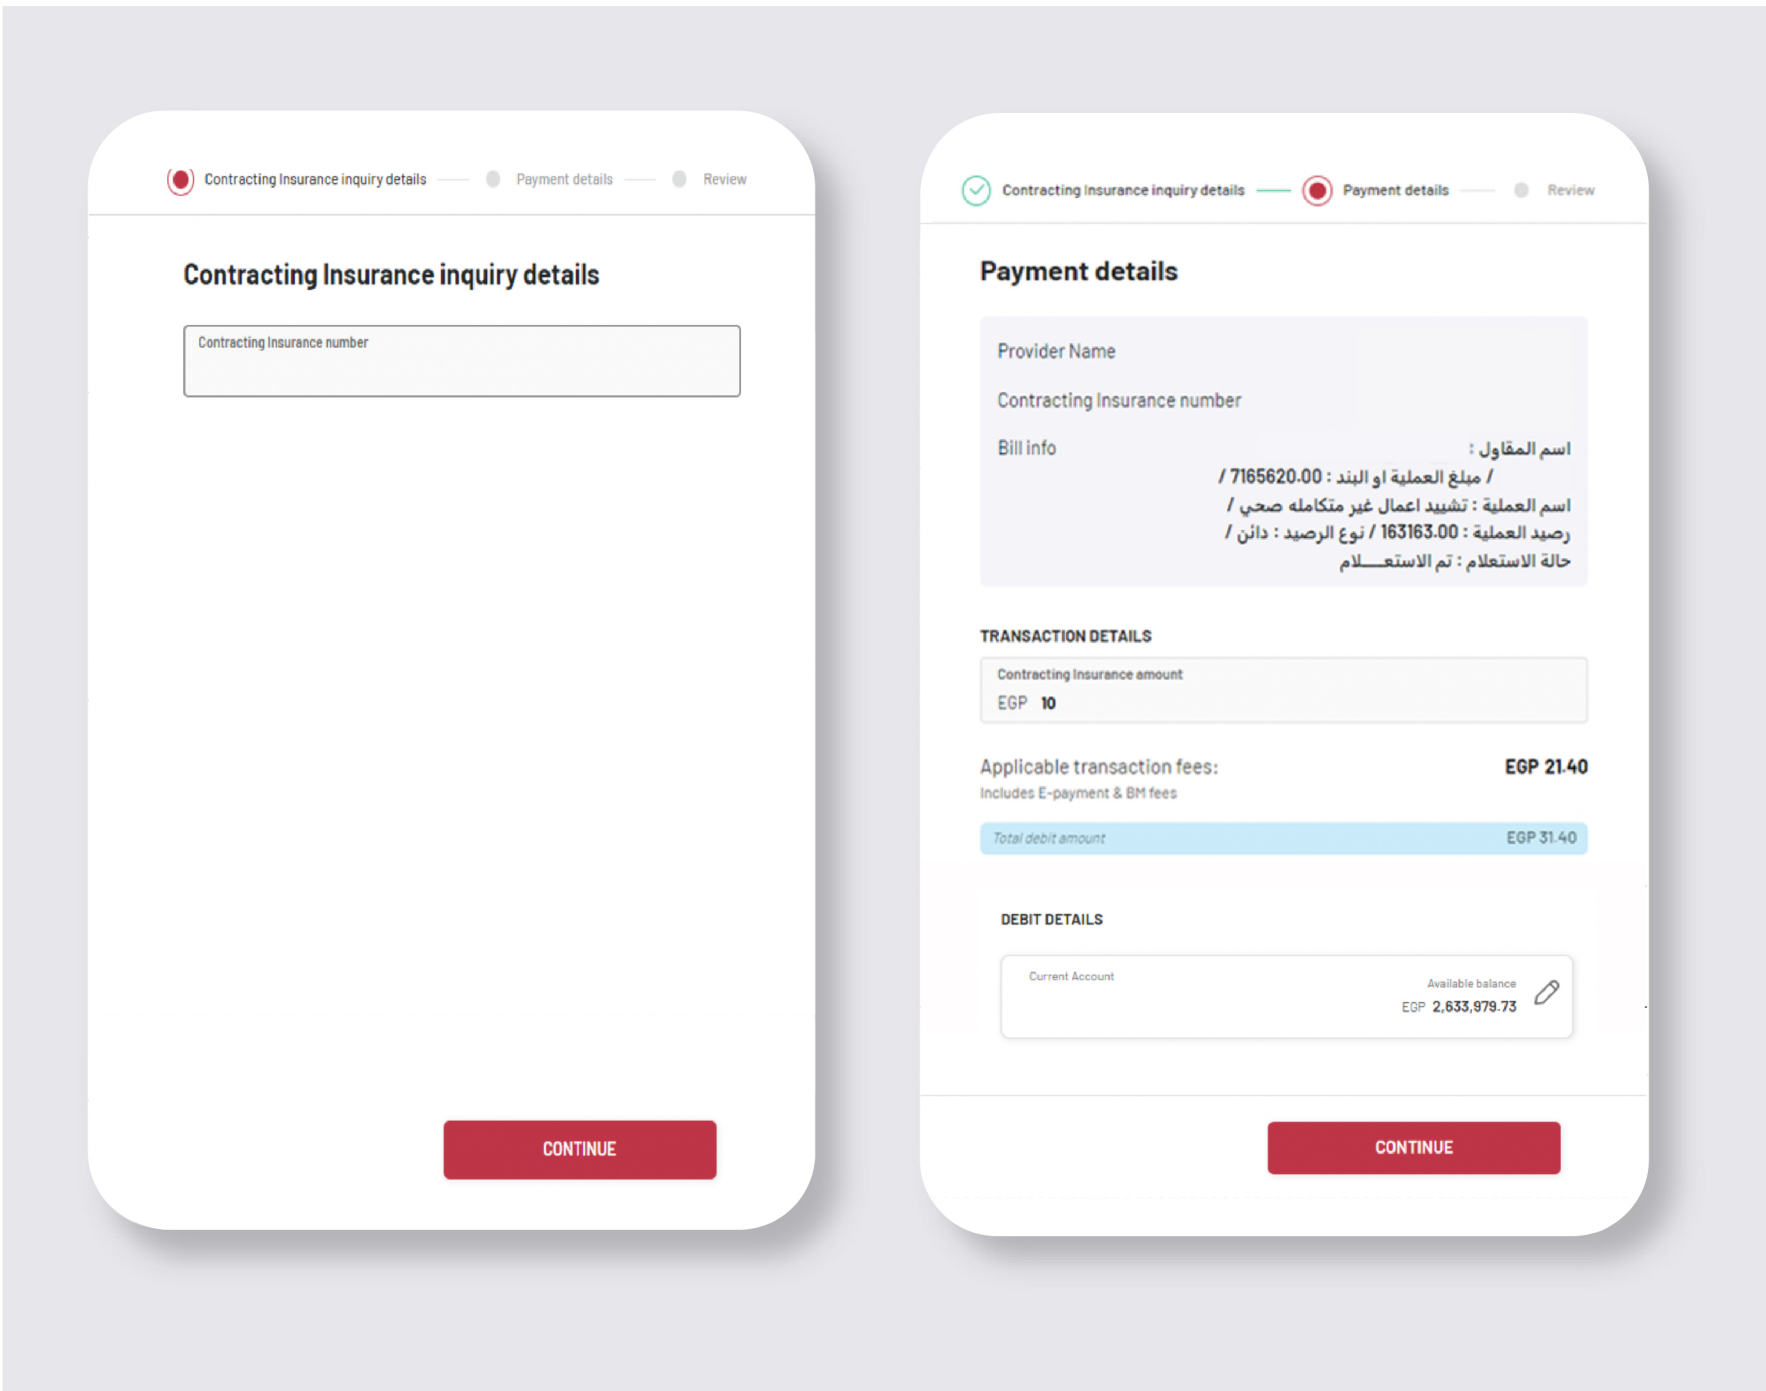 Contracting Insurance inquiry details
Payment details
Review
Contracting Insurance inquiry details
Contracting Insurance number
CONTINUE
Contracting Insurance inquiry details
Payment details
Review
Payment details
Provider Name
Contracting Insurance number
Bill info
اسم المقاول :
/ مبلغ العملية او البند : 7165620.00 /
اسم العملية : تشييد اعمال غير متكامله صحي /
رصيد العملية : 163163.00 / نوع الرصيد : دائن /
حالة الاستعلام : تم الاستعـــلام
TRANSACTION DETAILS
Contracting Insurance amount
EGP 10
Applicable transaction fees: EGP 21.40
Includes E-payment & BM fees
Total debit amount EGP 31.40
DEBIT DETAILS
Current Account
Available balance
EGP 2,633,979.73
CONTINUE